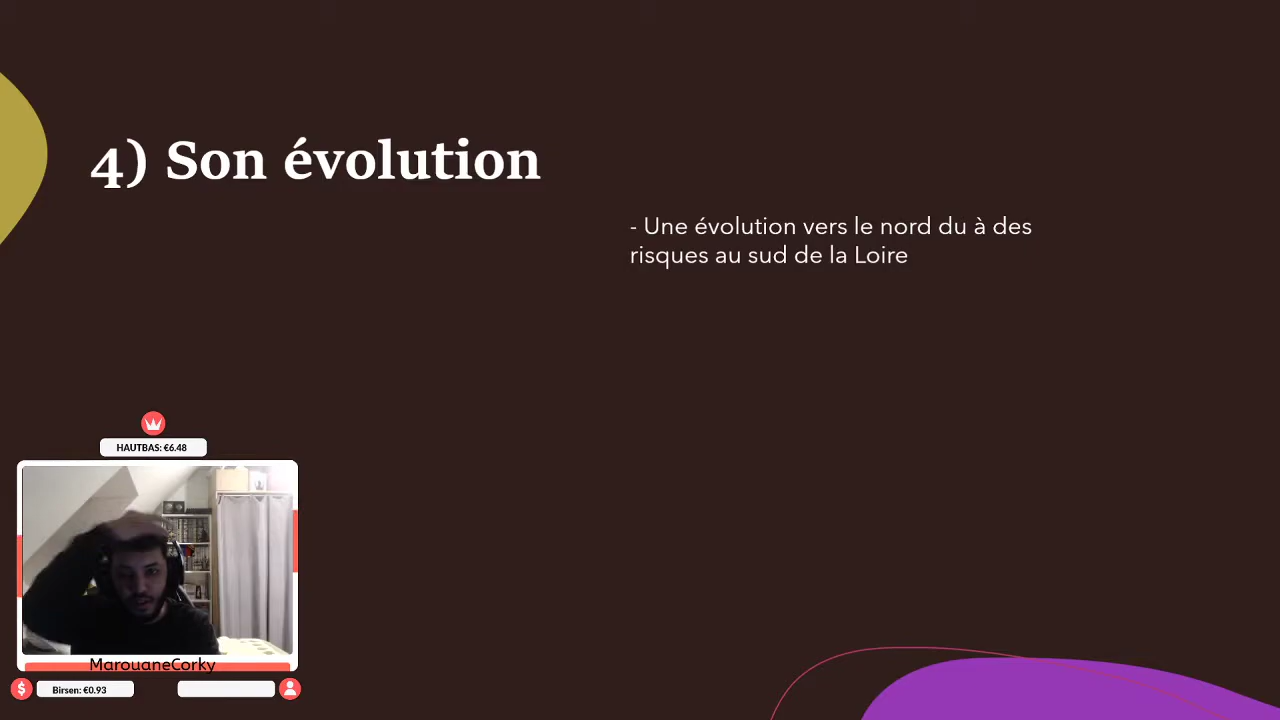 4) Son évolution
- Une évolution vers le nord du à des
risques au sud de la Loire
HAUTBAS: €6.48
MarouaneCorky
$
Birsen: €0.93